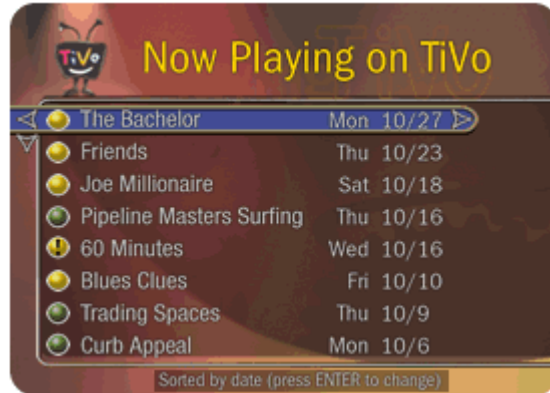 TiVo
Now Playing on TiVo
The Bachelor Mon 10/27
Friends Thu 10/23
Joe Millionaire Sat 10/18
Pipeline Masters Surfing Thu 10/16
! 60 Minutes Wed 10/16
Blues Clues Fri 10/10
Trading Spaces Thu 10/9
Curb Appeal Mon 10/6
Sorted by date (press ENTER to change)